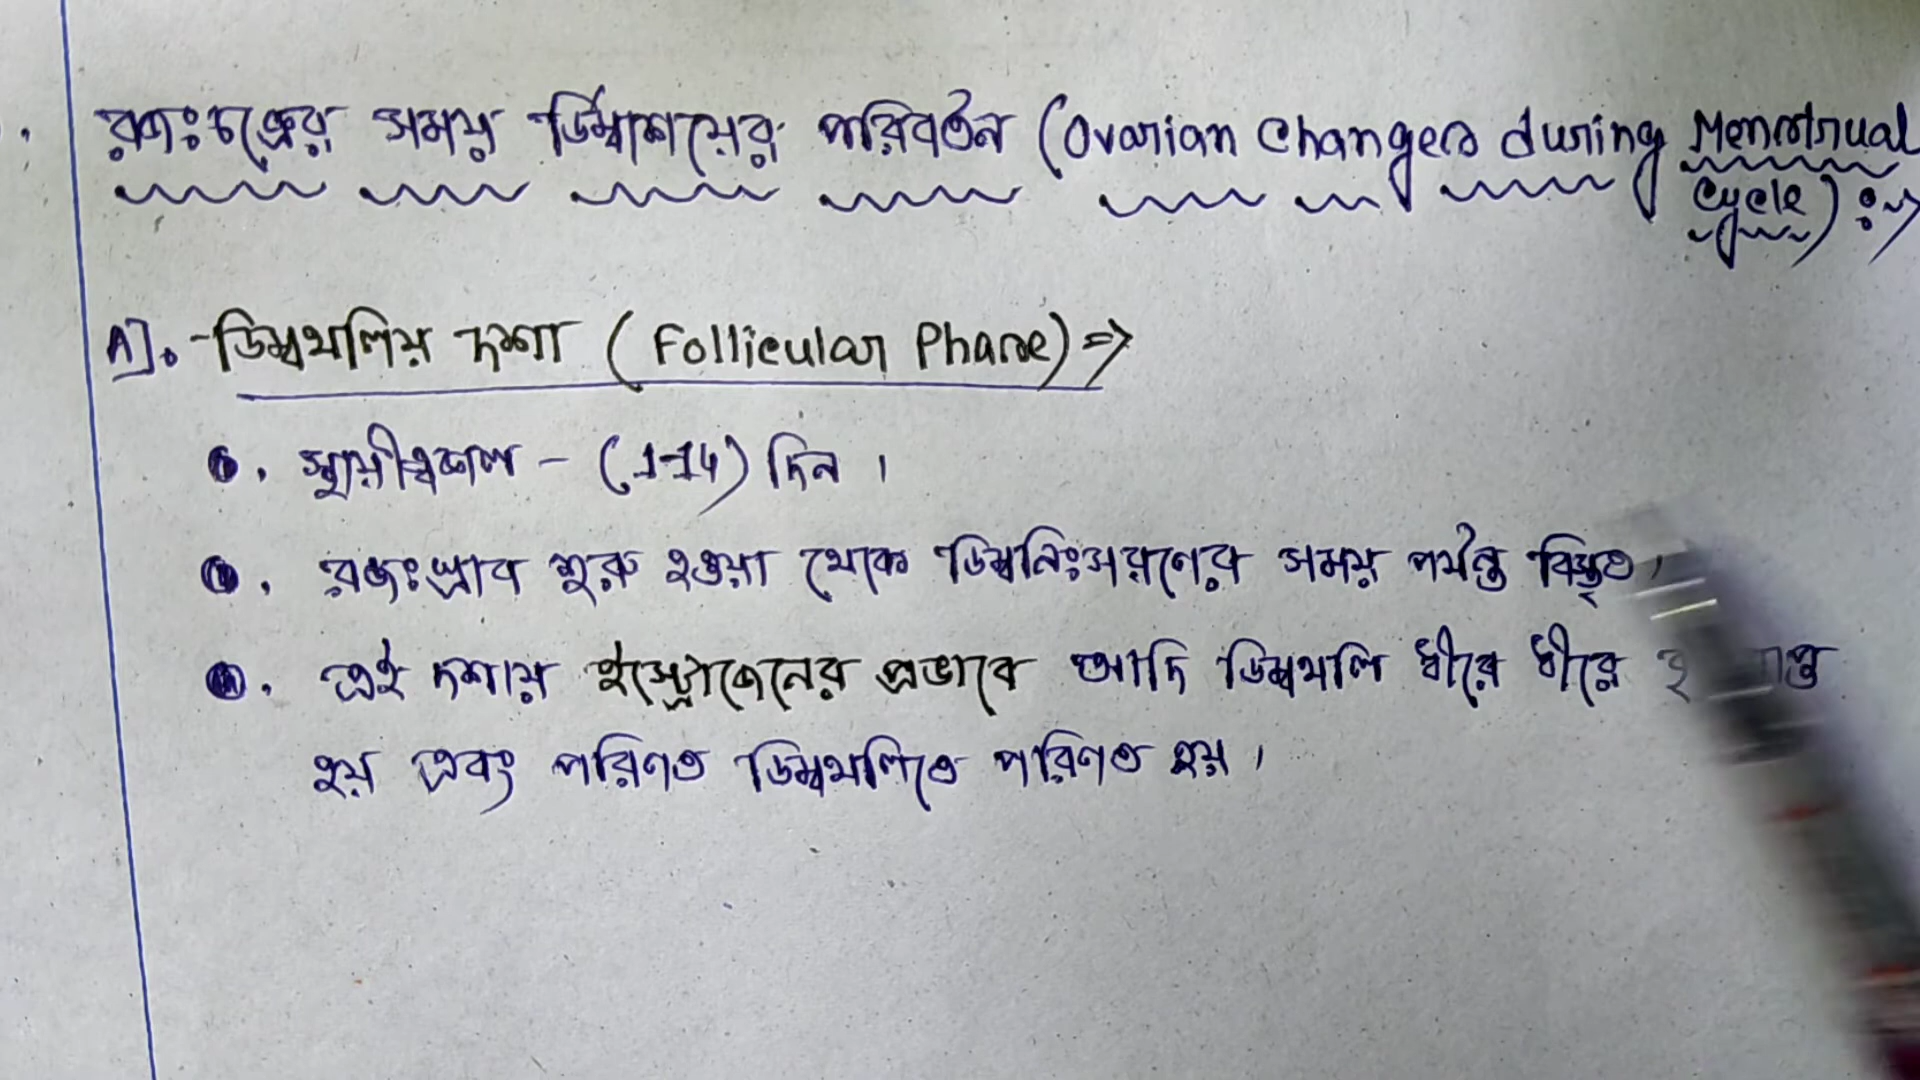 রজঃচক্রের সময় ডিম্বাশয়ের পরিবর্তন (Ovarian Changes during Menstrual
Cycle) :→
A]. ডিম্বথলিয় দশা (Follicular Phase) ⇒
স্থায়ীত্বকাল - (1-14) দিন ।
রজঃস্রাব শুরু হওয়া থেকে ডিম্বনিঃসরণের সময় পর্যন্ত বিস্তৃত ।
এই দশায় ইস্ট্রোজেনের প্রভাবে আদি ডিম্বথলি ধীরে ধীরে
হয় এবং পরিণত ডিম্বথলিতে পরিণত হয় ।